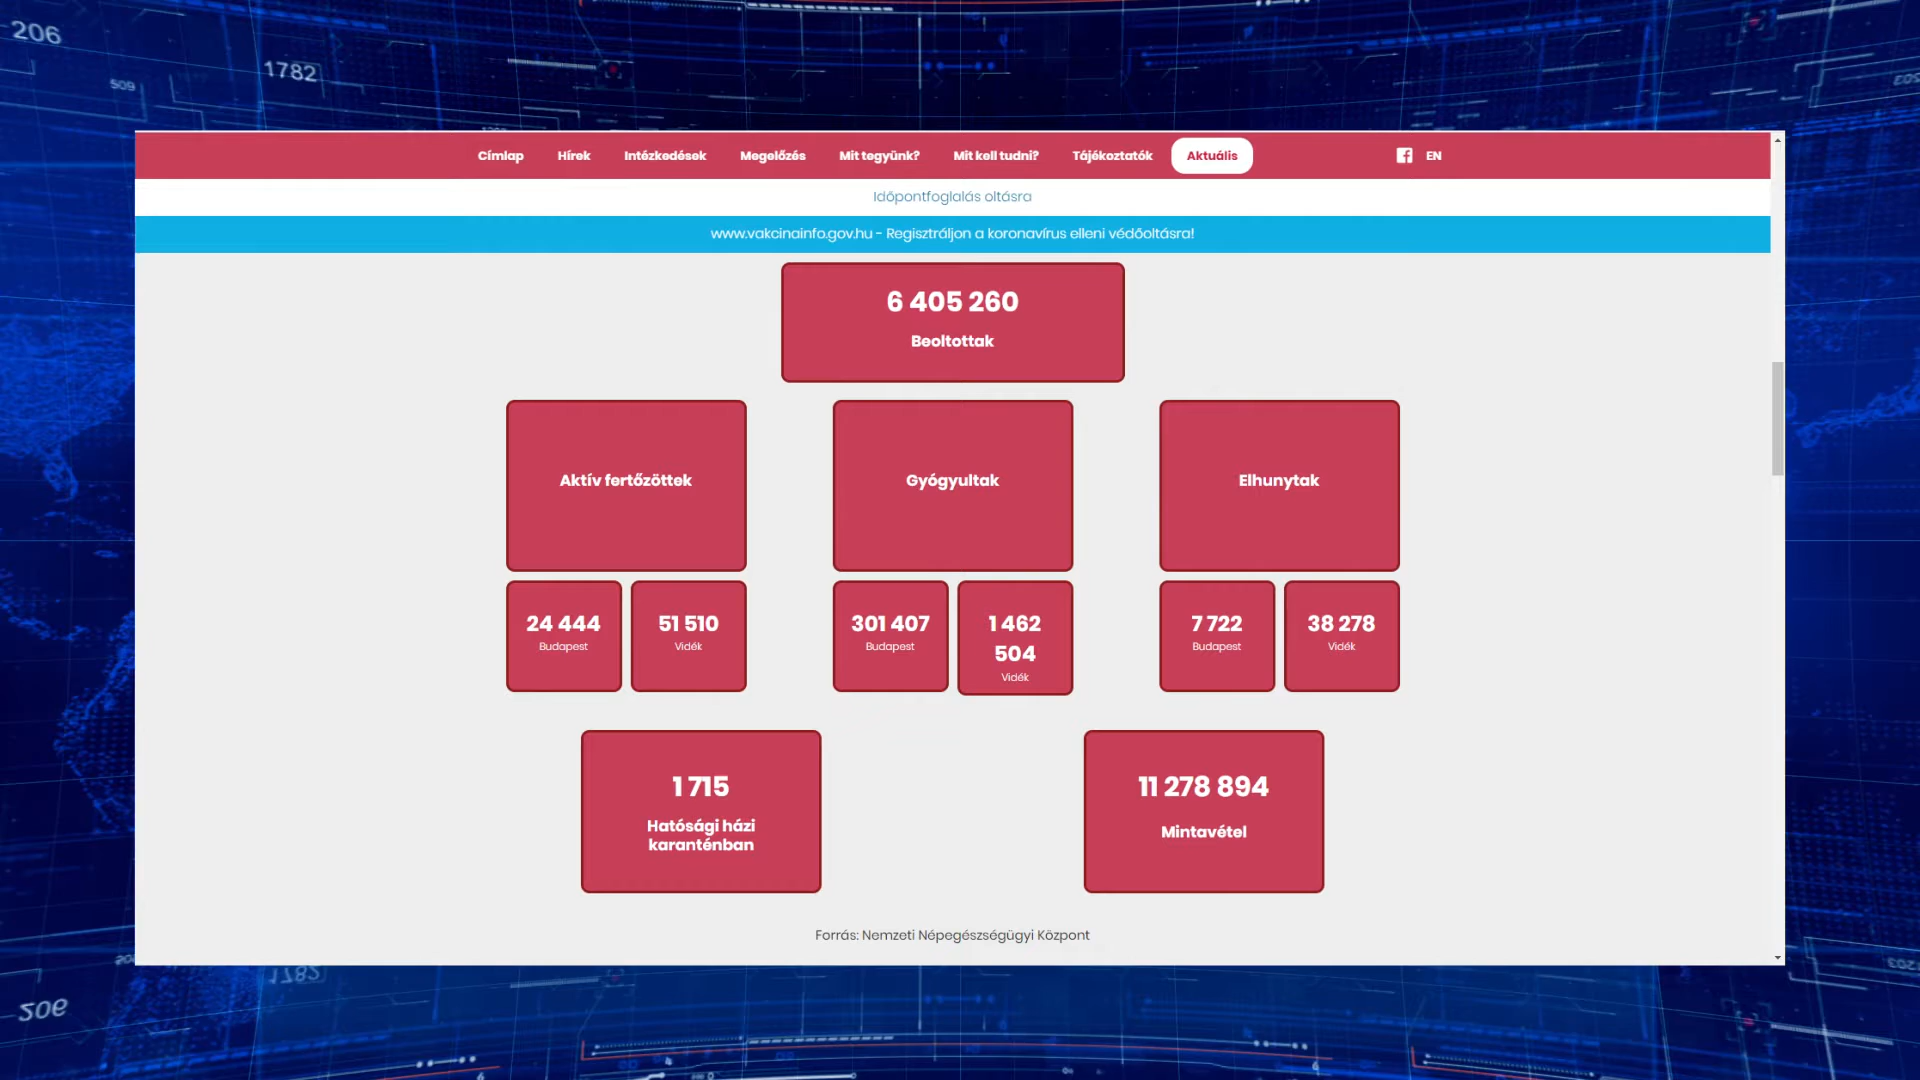 206
509
1782
Címlap Hírek Intézkedések Megelőzés Mit tegyünk? Mit kell tudni? Tájékoztatók Aktuális EN
Időpontfoglalás oltásra
www.vakcinainfo.gov.hu - Regisztráljon a koronavírus elleni védőoltásra!
6 405 260
Beoltottak
Aktív fertőzöttek
Gyógyultak
Elhunytak
24 444
Budapest
51 510
Vidék
301 407
Budapest
1 462
504
Vidék
7 722
Budapest
38 278
Vidék
1 715
Hatósági házi
karanténban
11 278 894
Mintavétel
Forrás: Nemzeti Népegészségügyi Központ
1782
206